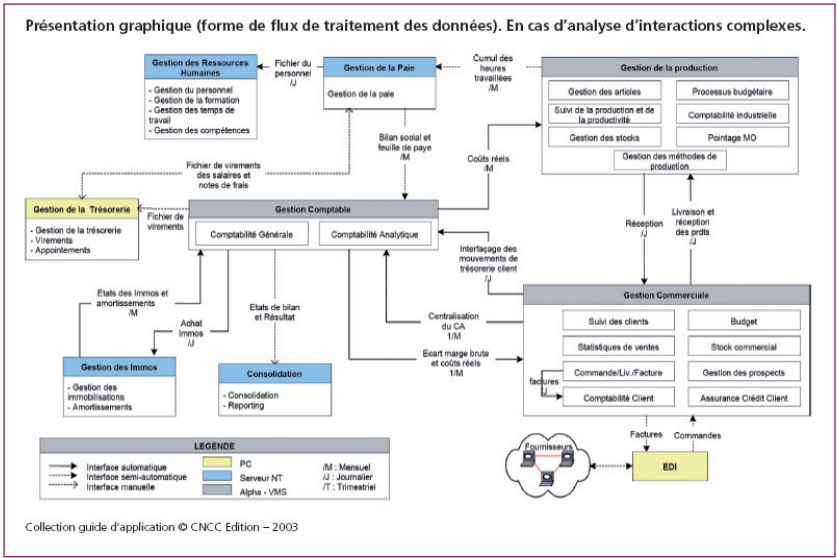 Présentation graphique (forme de flux de traitement des données). En cas d'analyse d'interactions complexes.
Gestion des Ressources
Humaines
- Gestion du personnel
- Gestion de la formation
- Gestion des temps de
travail
- Gestion des compétences
Fichier du
personnel
/J
Gestion de la Paie
Gestion de la paie
Cumul des
heures
travaillées
/M
Gestion de la production
Gestion des articles
Processus budgétaire
Suivi de la production et de
la productivité
Comptabilité industrielle
Gestion des stocks
Pointage MO
Gestion des méthodes de
production
Bilan social et
feuille de paye
/M
Coûts réels
/M
Fichier de virements
des salaires et
notes de frais
Gestion de la Trésorerie
- Gestion de la trésorerie
- Virements
- Appointements
Fichier de
virements
Gestion Comptable
Comptabilité Générale
Comptabilité Analytique
Réception
/J
Livraison et
réception
des prdts
/J
Interfaçage des
mouvements de
trésorerie client
/J
Etats des Immos et
amortissements
/M
Achat
Immos
/J
Etats de bilan
et Résultat
Centralisation
du CA
1/M
Ecart marge brute
et coûts réels
1/M
Gestion Commerciale
Suivi des clients
Budget
Statistiques de ventes
Stock commercial
Commande/Liv./Facture
Gestion des prospects
factures
/J
Comptabilité Client
Assurance Crédit Client
Gestion des Immos
- Gestion des
immobilisations
- Amortissements
Consolidation
- Consolidation
- Reporting
Factures
Commandes
Fournisseurs
EDI
LEGENDE
Interface automatique
Interface semi-automatique
Interface manuelle
PC
Serveur NT
Alpha - VMS
/M : Mensuel
/J : Journalier
/T : Trimestriel
Collection guide d'application © CNCC Edition – 2003